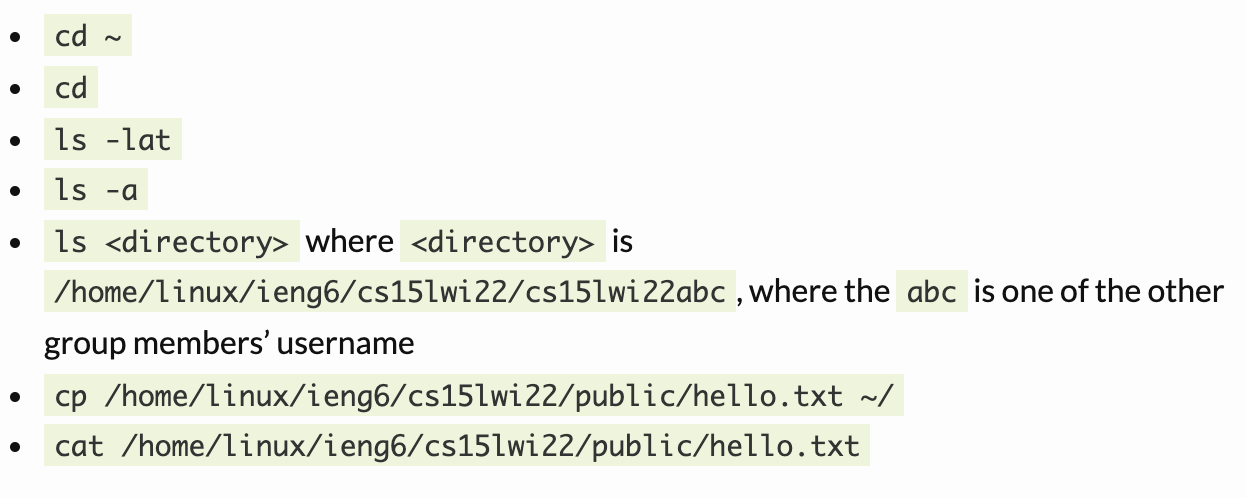 cd ~
cd
ls -lat
ls -a
ls <directory> where <directory> is
/home/linux/ieng6/cs15lwi22/cs15lwi22abc, where the abc is one of the other
group members’ username
cp /home/linux/ieng6/cs15lwi22/public/hello.txt ~/
cat /home/linux/ieng6/cs15lwi22/public/hello.txt